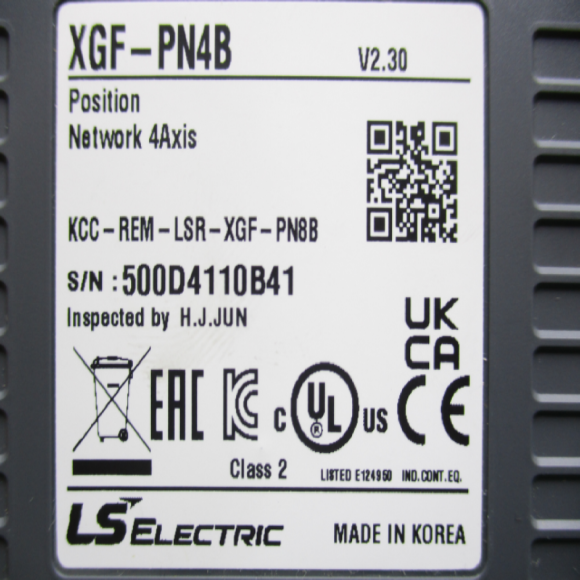 XGF-PN4B V2.30
Position
Network 4Axis
KCC-REM-LSR-XGF-PN8B
S/N : 500D4110B41
Inspected by H.J.JUN
UK
CA
EAC KC c UL ® US CE
Class 2 LISTED E124950 IND.CONT.EQ.
LS ELECTRIC MADE IN KOREA